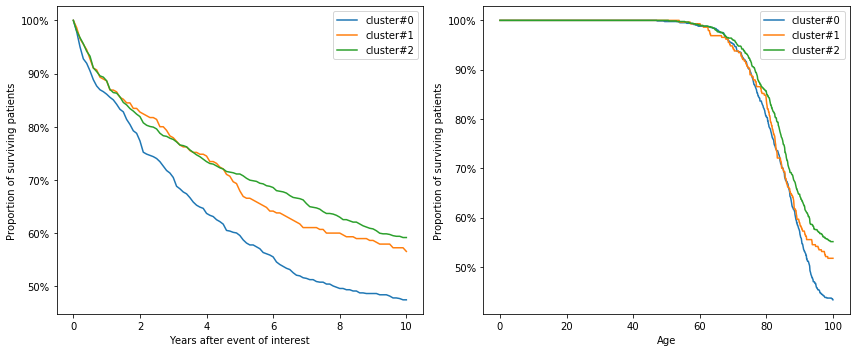 100%
90%
80%
70%
60%
50%
Proportion of surviving patients
0
2
4
6
8
10
Years after event of interest
cluster#0
cluster#1
cluster#2
100%
90%
80%
70%
60%
50%
Proportion of surviving patients
0
20
40
60
80
100
Age
cluster#0
cluster#1
cluster#2